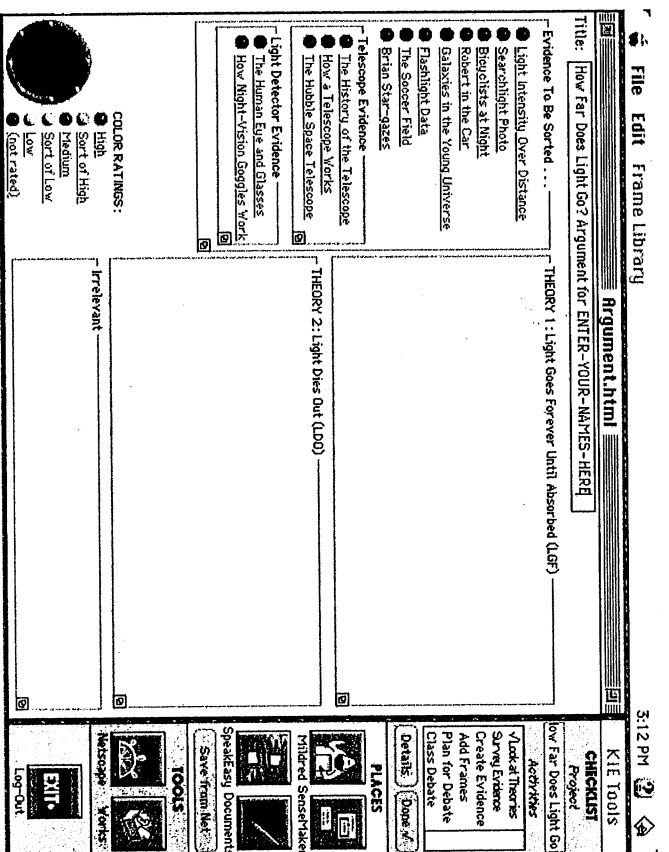 File Edit Frame Library
3:12 PM
Argument.html
Title: How Far Does Light Go? Argument for ENTER-YOUR-NAMES-HERE
Evidence To Be Sorted ...
Light Intensity Over Distance
Searchlight Photo
Bicyclists at Night
Robert in the Car
Galaxies in the Young Universe
Flashlight Data
The Soccer Field
Brian Star-gazes
Telescope Evidence
The History of the Telescope
How a Telescope Works
The Hubble Space Telescope
Light Detector Evidence
The Human Eye and Glasses
How Night-Vision Goggles Work
COLOR RATINGS:
High
Sort of High
Medium
Sort of Low
Low
(not rated)
THEORY 1: Light Goes Forever Until Absorbed (LGF)
THEORY 2: Light Dies Out (LDO)
Irrelevant
KIE Tools
CHECKLIST
Project
ow Far Does Light Go
Activities
√Look at Theories
Survey Evidence
Create Evidence
Add Frames
Plan for Debate
Class Debate
Details
Done √
PLACES
Mildred SenseMaker
SpeakEasy Documents
Save from Net
TOOLS
Netscape Works
EXIT
Log-Out